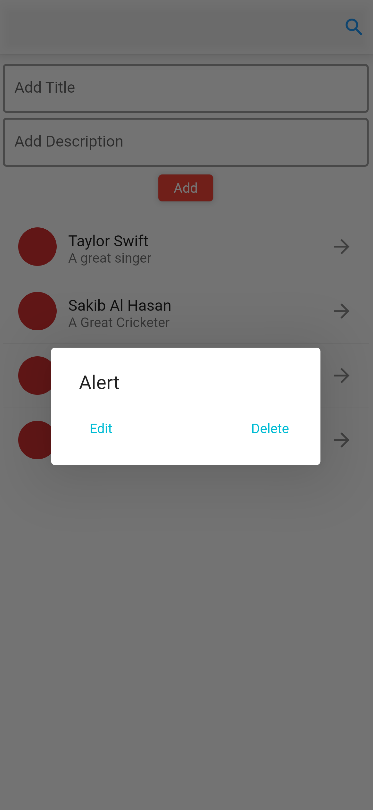 Add Title
Add Description
Add
Taylor Swift
A great singer
Sakib Al Hasan
A Great Cricketer
Alert
Edit Delete